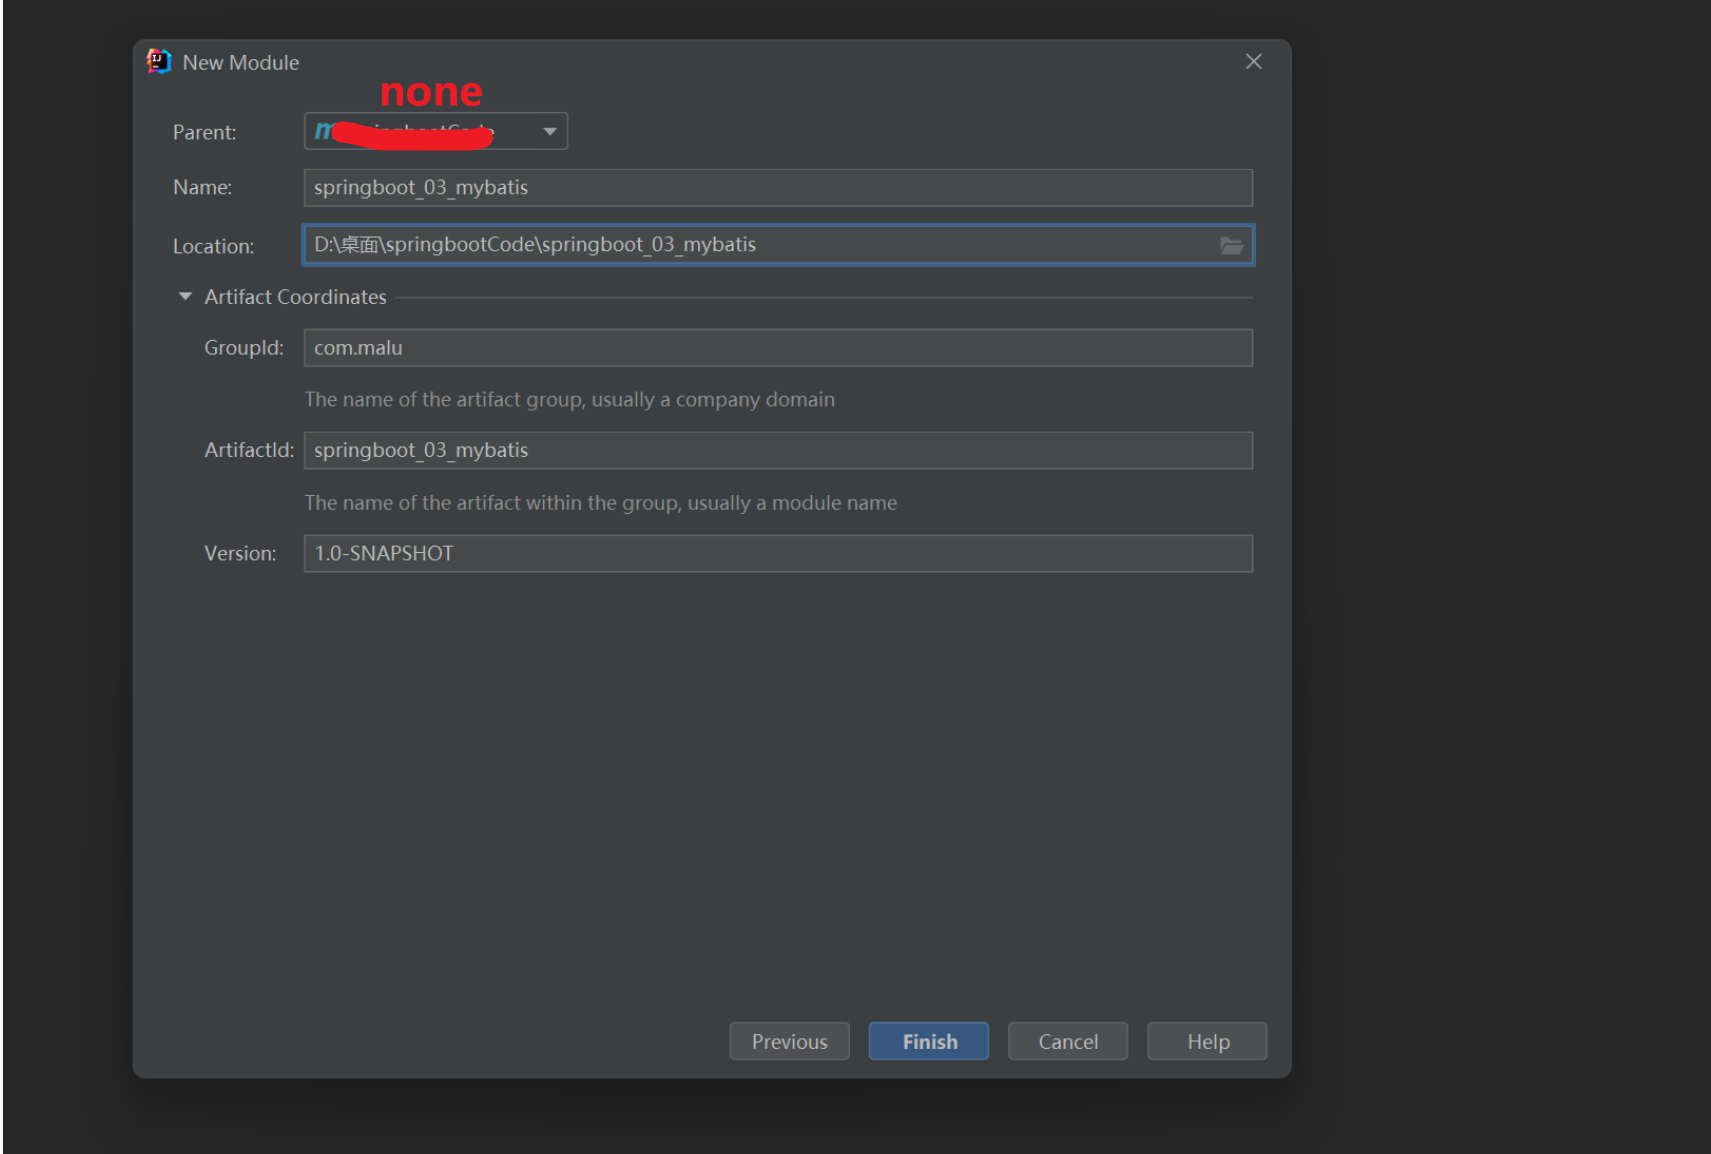 New Module
none
Parent:
Name: springboot_03_mybatis
Location: D:\桌面\springbootCode\springboot_03_mybatis
Artifact Coordinates
GroupId: com.malu
The name of the artifact group, usually a company domain
ArtifactId: springboot_03_mybatis
The name of the artifact within the group, usually a module name
Version: 1.0-SNAPSHOT
Previous Finish Cancel Help